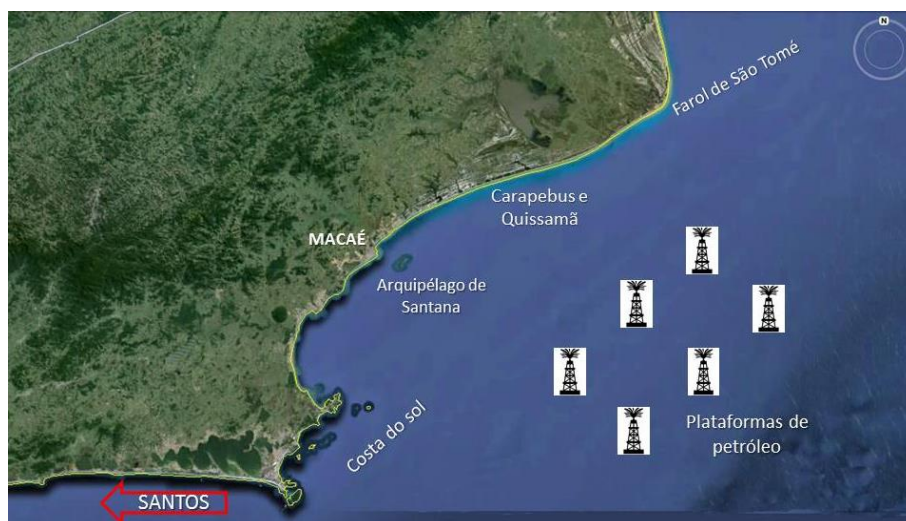 N
Farol de São Tomé
Carapebus e
Quissamã
MACAÉ
Arquipélago de
Santana
Costa do sol
Plataformas de
petróleo
SANTOS